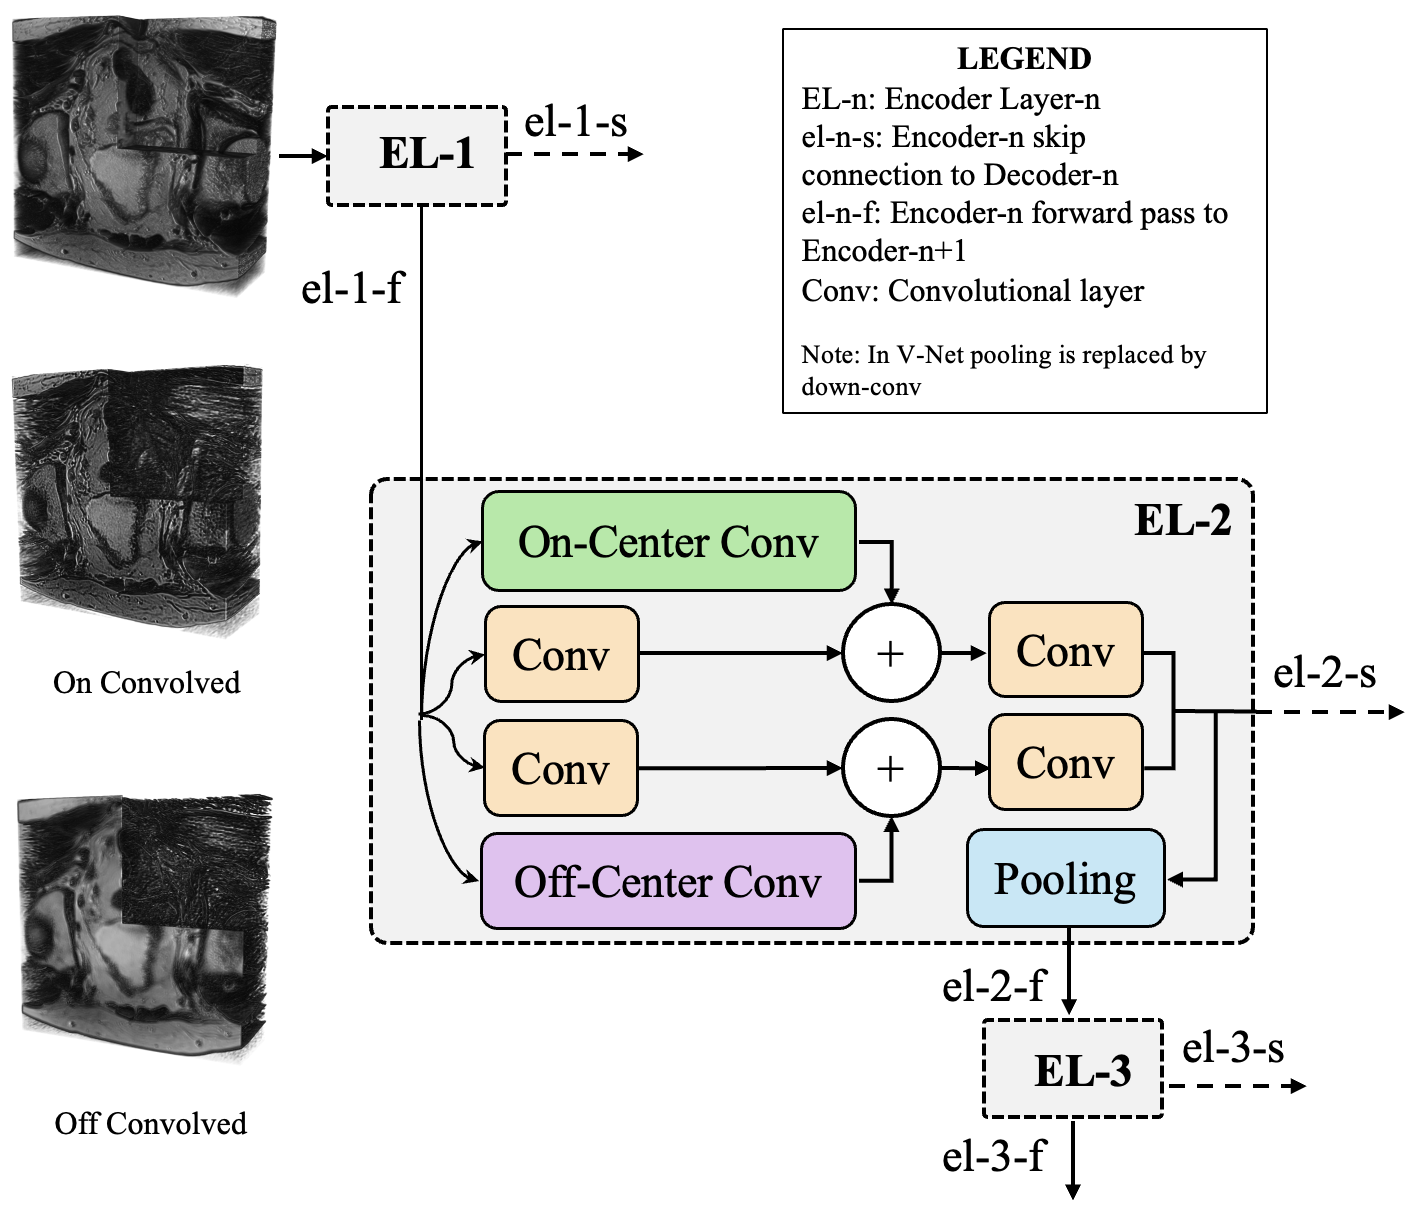 LEGEND
EL-n: Encoder Layer-n
el-n-s: Encoder-n skip
connection to Decoder-n
el-n-f: Encoder-n forward pass to
Encoder-n+1
Conv: Convolutional layer
Note: In V-Net pooling is replaced by
down-conv
EL-1
el-1-s
el-1-f
On Convolved
Off Convolved
EL-2
On-Center Conv
Conv
+
Conv
Conv
+
Conv
Off-Center Conv
Pooling
el-2-s
el-2-f
EL-3
el-3-s
el-3-f